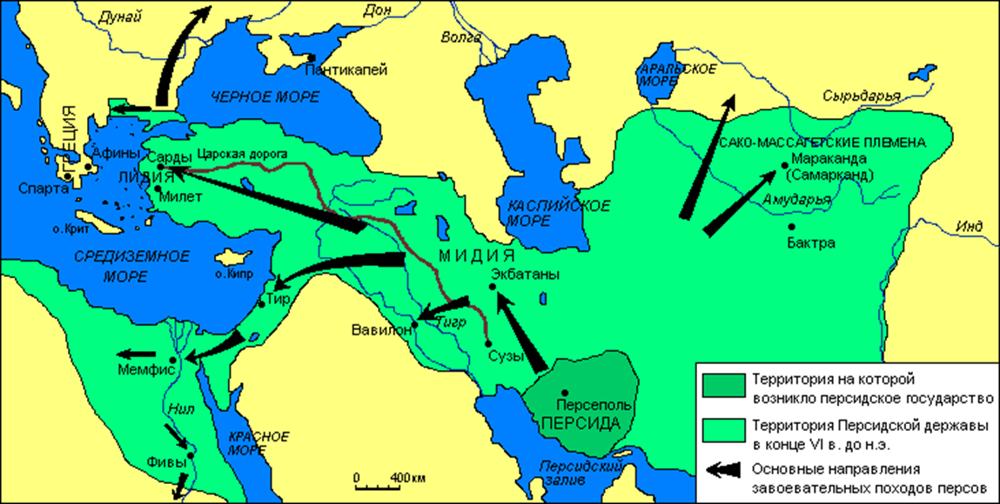 Дунай
Дон
Волга
Пантикапей
ЧЕРНОЕ МОРЕ
АРАЛЬСКОЕ
МОРЕ
Сырьдарья
ГРЕЦИЯ
Афины
Сарды
Царская дорога
САКО-МАССАГЕТСКИЕ ПЛЕМЕНА
Мараканда
(Самарканд)
ЛИДИЯ
Спарта
Милет
Амударья
КАСПИЙСКОЕ
МОРЕ
о.Крит
Инд
Бактра
СРЕДИЗЕМНОЕ
МОРЕ
о.Кипр
МИДИЯ
Экбатаны
Тир
Тигр
Вавилон
Сузы
Мемфис
Персеполь
ПЕРСИДА
Нил
КРАСНОЕ
МОРЕ
Фивы
Персидский
залив
0 400км
Территория на которой
возникло персидское государство
Территория Персидской державы
в конце VI в. до н.э.
Основные направления
завоевательных походов персов